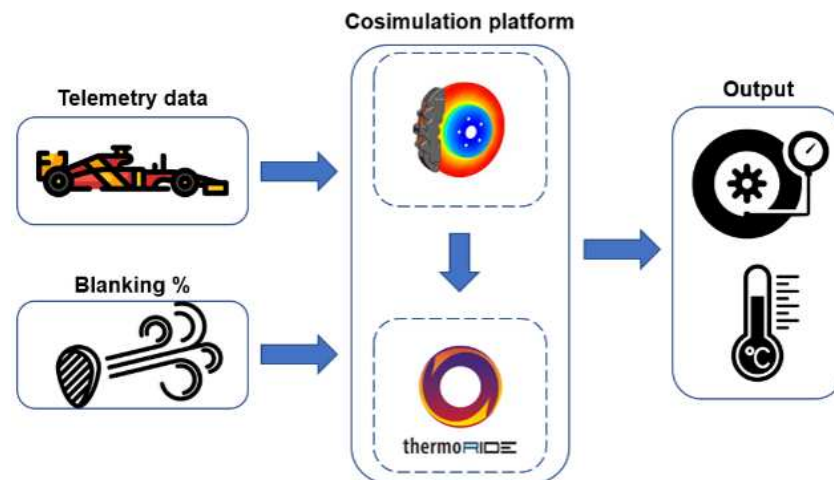 Cosimulation platform
Telemetry data
Output
Blanking %
°C
thermoRIDE